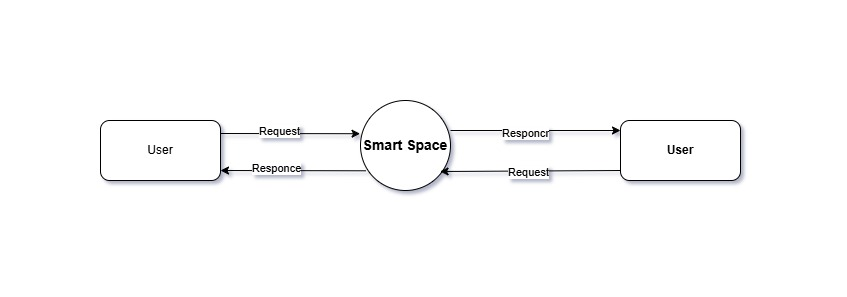 User
Request
Responce
Smart Space
Responcr
Request
User